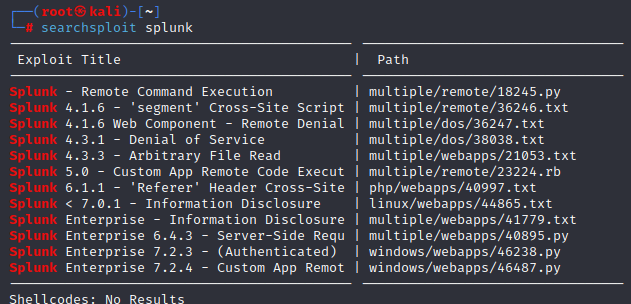 ┌──(root㉿kali)-[~]
└─# searchsploit splunk
Exploit Title | Path
Splunk - Remote Command Execution | multiple/remote/18245.py
Splunk 4.1.6 - 'segment' Cross-Site Script | multiple/remote/36246.txt
Splunk 4.1.6 Web Component - Remote Denial | multiple/dos/36247.txt
Splunk 4.3.1 - Denial of Service | multiple/dos/38038.txt
Splunk 4.3.3 - Arbitrary File Read | multiple/webapps/21053.txt
Splunk 5.0 - Custom App Remote Code Execut | multiple/remote/23224.rb
Splunk 6.1.1 - 'Referer' Header Cross-Site | php/webapps/40997.txt
Splunk < 7.0.1 - Information Disclosure | linux/webapps/44865.txt
Splunk Enterprise - Information Disclosure | multiple/webapps/41779.txt
Splunk Enterprise 6.4.3 - Server-Side Requ | multiple/webapps/40895.py
Splunk Enterprise 7.2.3 - (Authenticated) | windows/webapps/46238.py
Splunk Enterprise 7.2.4 - Custom App Remot | windows/webapps/46487.py
Shellcodes: No Results